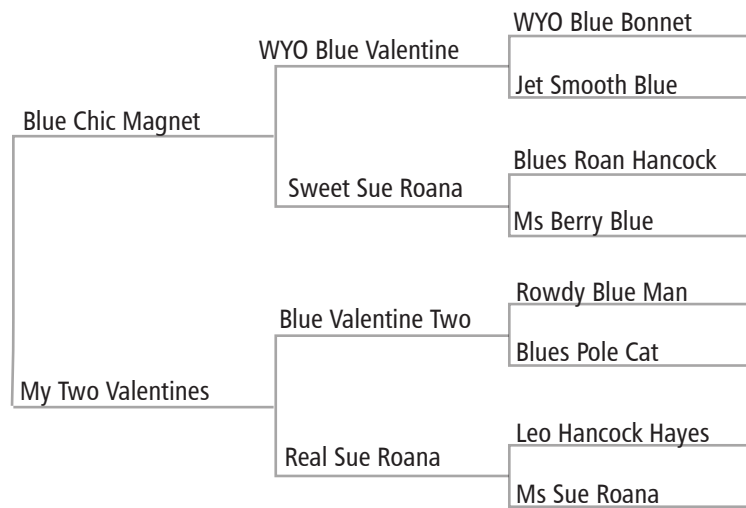 WYO Blue Bonnet
WYO Blue Valentine
Jet Smooth Blue
Blue Chic Magnet
Blues Roan Hancock
Sweet Sue Roana
Ms Berry Blue
Rowdy Blue Man
Blue Valentine Two
Blues Pole Cat
My Two Valentines
Leo Hancock Hayes
Real Sue Roana
Ms Sue Roana